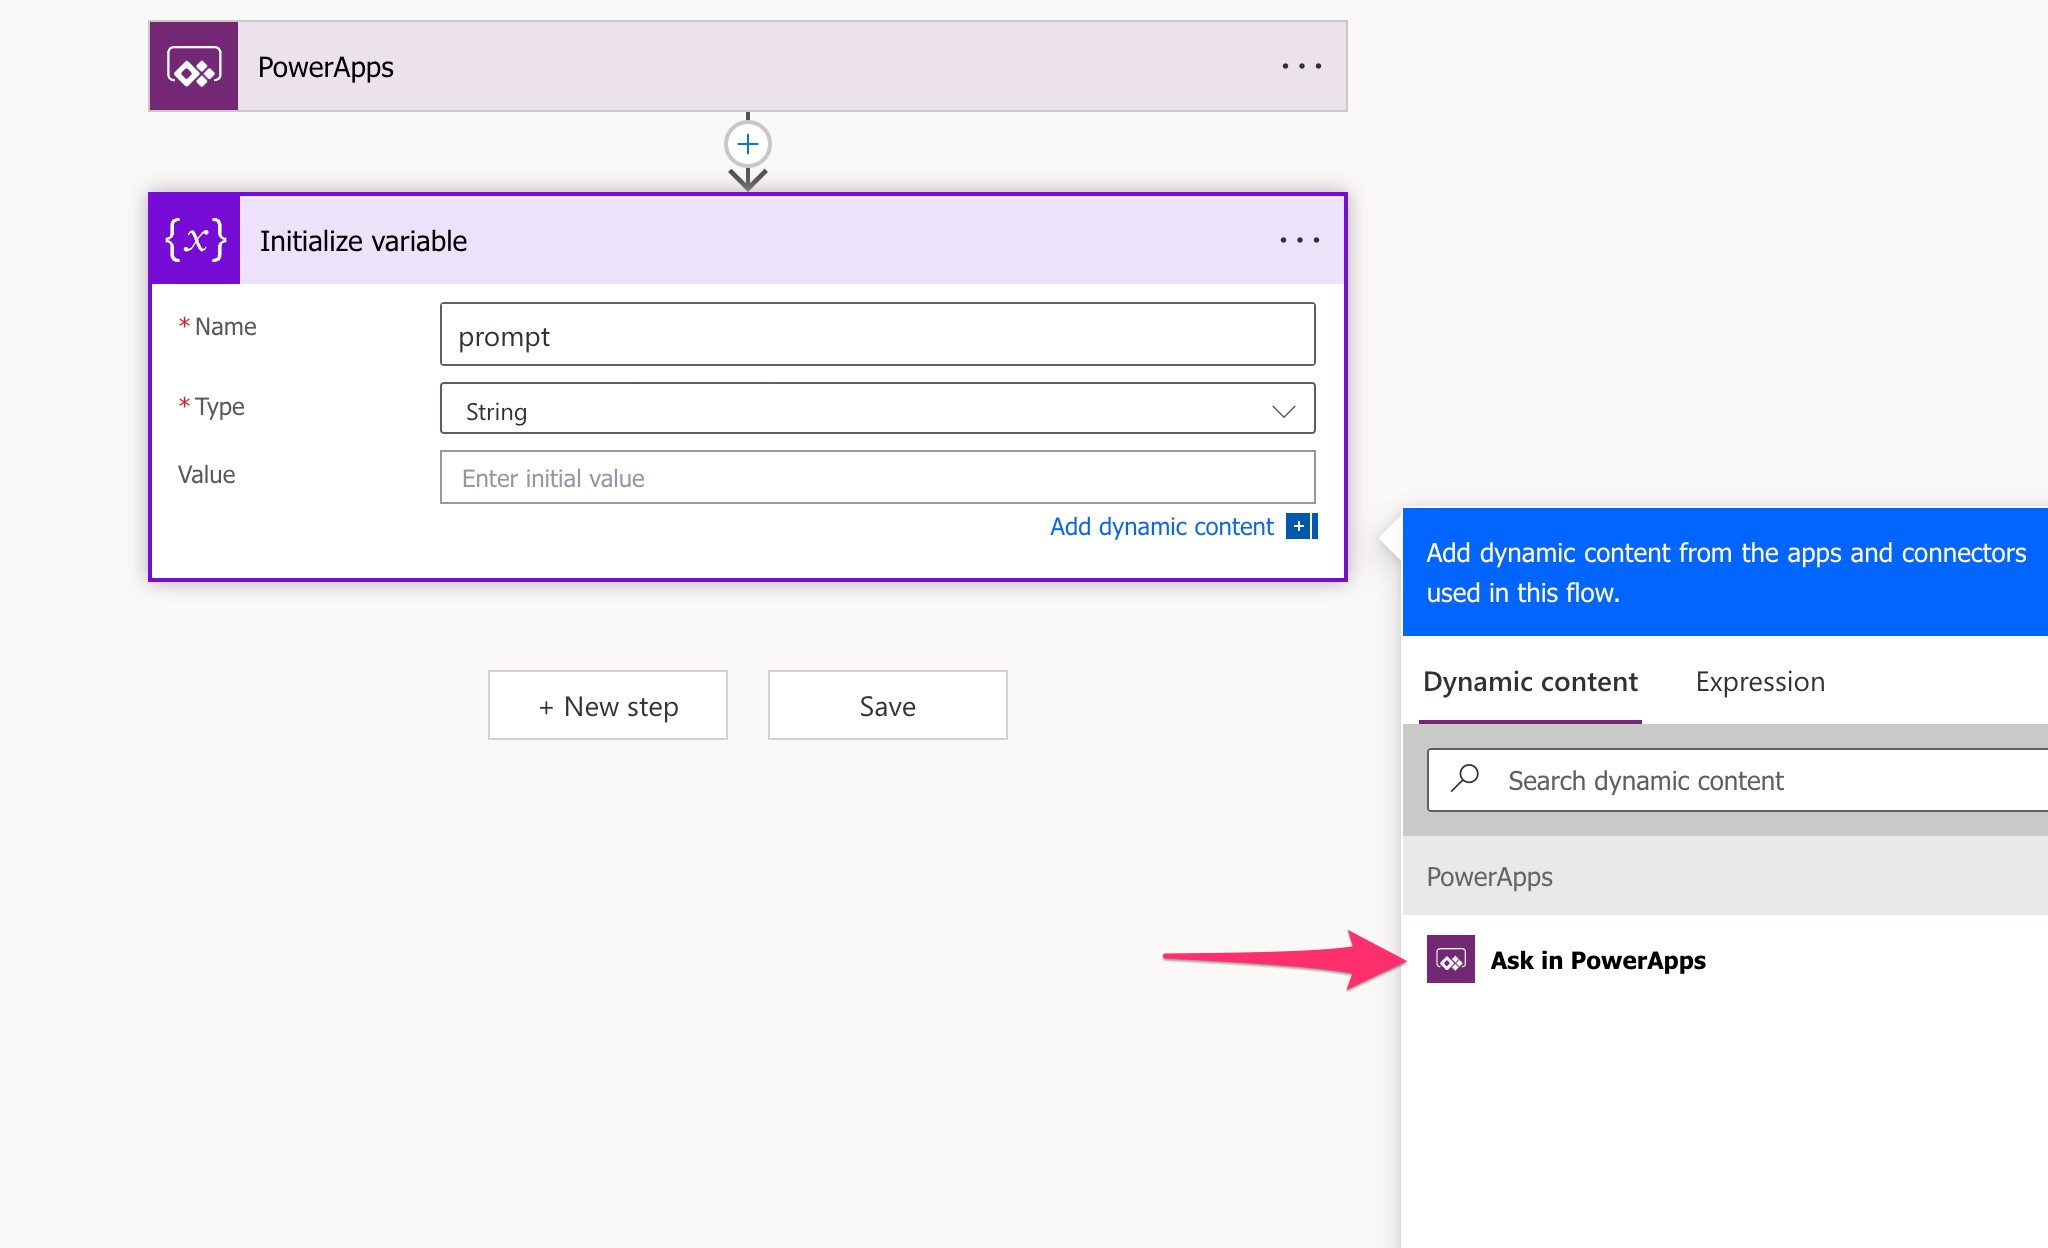 PowerApps
{x} Initialize variable
* Name
prompt
* Type
String
Value
Enter initial value
Add dynamic content
+ New step
Save
Add dynamic content from the apps and connectors
used in this flow.
Dynamic content
Expression
Search dynamic content
PowerApps
Ask in PowerApps